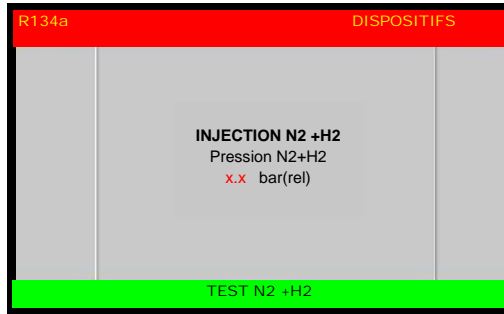 R134a DISPOSITIFS
INJECTION N2 +H2
Pression N2+H2
x.x bar(rel)
TEST N2 +H2